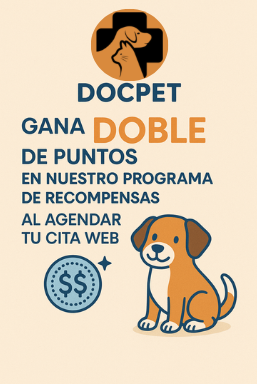 DOCPET
GANA DOBLE
DE PUNTOS
EN NUESTRO PROGRAMA
DE RECOMPENSAS
AL AGENDAR
TU CITA WEB
$$